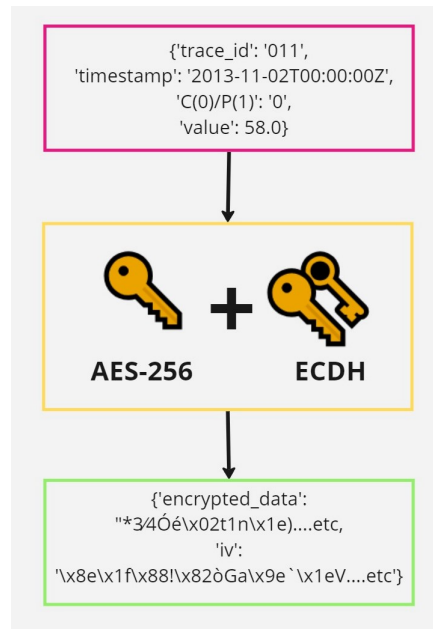 {'trace_id': '011',
'timestamp': '2013-11-02T00:00:00Z',
'C(0)/P(1)': '0',
'value': 58.0}
+
AES-256 ECDH
{'encrypted_data':
"*3⁄4Óé\x02t1n\x1e)....etc,
'iv':
'\x8e\x1f\x88!\x82òGa\x9e`\x1eV....etc'}